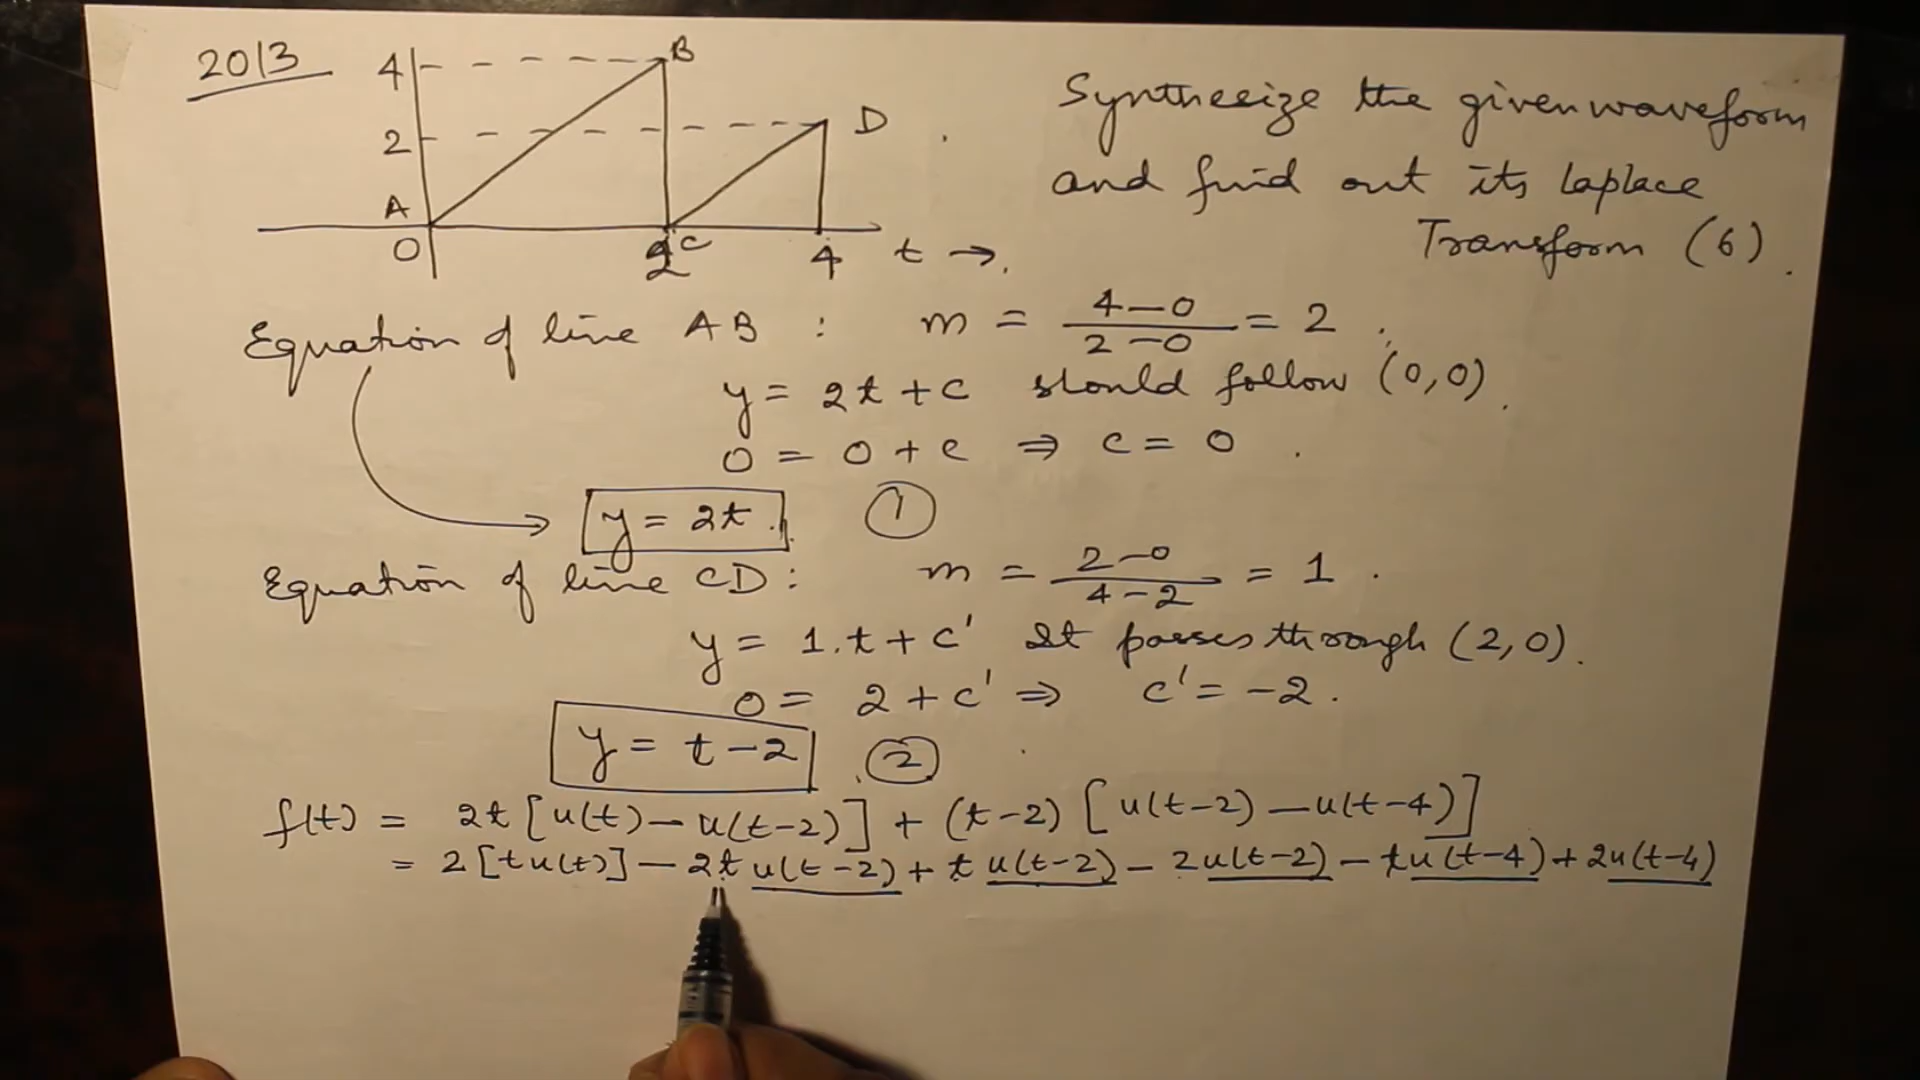 2013
4
B
2
D
A
0
2
C
4
t →
Synthesize the given waveform
and find out its Laplace
Transform (6).
Equation of line AB : m = 4-0 / 2-0 = 2.
y = 2t + c should follow (0,0).
0 = 0 + c ⇒ c = 0.
y = 2t. ①
Equation of line CD : m = 2-0 / 4-2 = 1.
y = 1.t + c' It passes through (2,0).
0 = 2 + c' ⇒ c' = -2.
y = t - 2 ②
f(t) = 2t [u(t) - u(t-2)] + (t-2) [u(t-2) - u(t-4)]
= 2 [t u(t)] - 2t u(t-2) + t u(t-2) - 2u(t-2) - t u(t-4) + 2u(t-4)